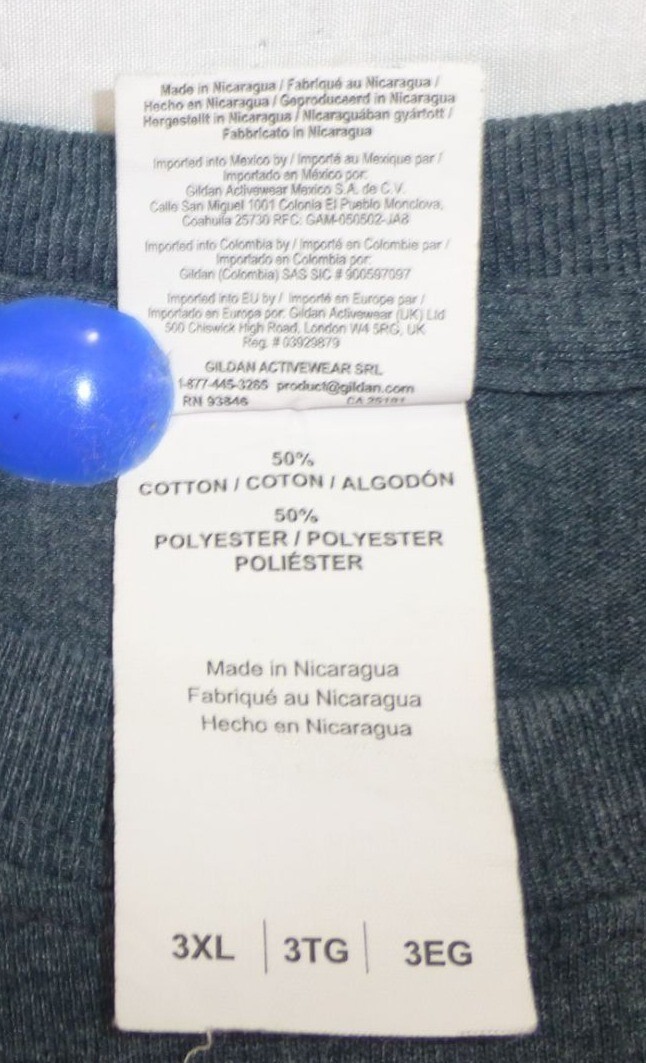 Made in Nicaragua / Fabriqué au Nicaragua /
Hecho en Nicaragua / Geproduceerd in Nicaragua
Hergestellt in Nicaragua / Nicaraguában gyártott /
Fabbricato in Nicaragua
Imported into Mexico by / Importé au Mexique par /
Importado en México por:
Gildan Activewear Mexico S.A. de C.V.
Calle San Miguel 1001 Colonia El Pueblo Monclova,
Coahuila 25730 RFC: GAM-050502-JA8
Imported into Colombia by / Importé en Colombie par /
Importado en Colombia por:
Gildan (Colombia) SAS SIC # 900597097
Imported into EU by / Importé en Europe par /
Importado en Europa por: Gildan Activewear (UK) Ltd
500 Chiswick High Road, London W4 5RG, UK
Reg. # 03929879
GILDAN ACTIVEWEAR SRL
1-877-445-3265 product@gildan.com
RN 93846 CA
50%
COTTON / COTON / ALGODÓN
50%
POLYESTER / POLYESTER
POLIÉSTER
Made in Nicaragua
Fabriqué au Nicaragua
Hecho en Nicaragua
3XL | 3TG | 3EG